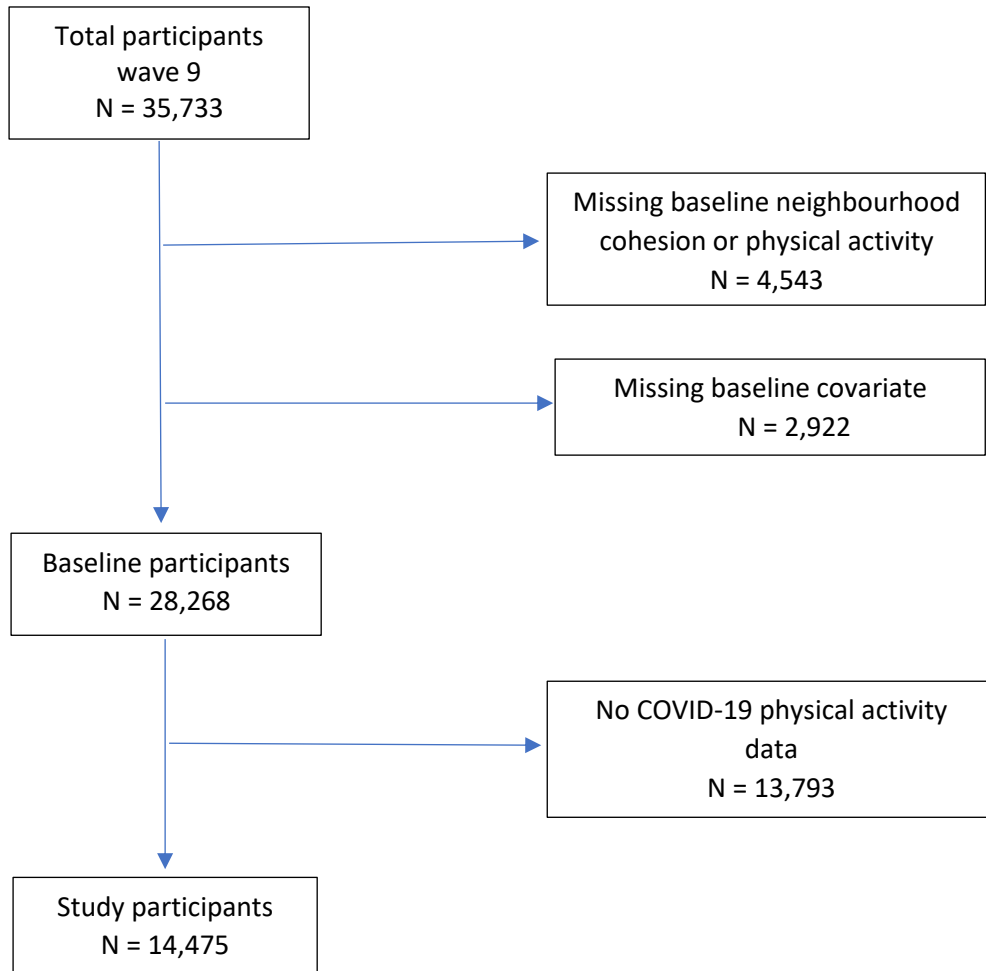 Total participants
wave 9
N = 35,733
Missing baseline neighbourhood
cohesion or physical activity
N = 4,543
Missing baseline covariate
N = 2,922
Baseline participants
N = 28,268
No COVID-19 physical activity
data
N = 13,793
Study participants
N = 14,475